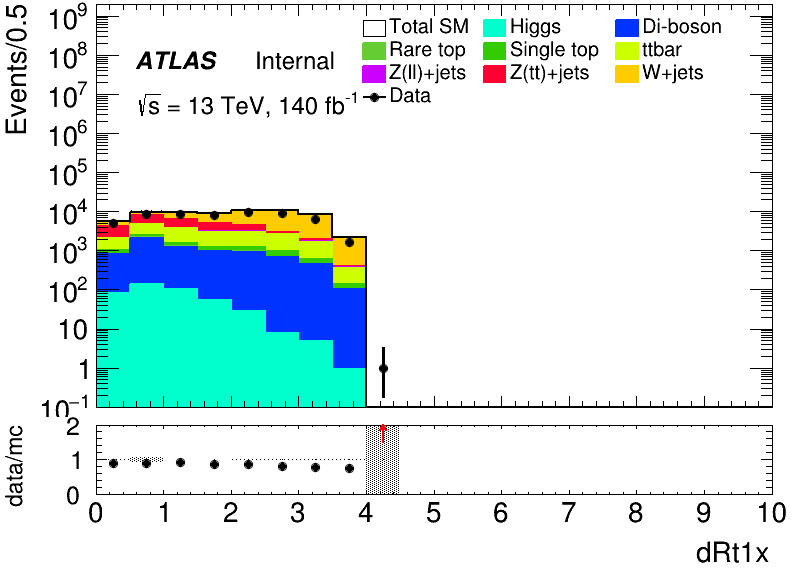 Events/0.5
10⁹
10⁸
10⁷
10⁶
10⁵
10⁴
10³
10²
10
1
10⁻¹
ATLAS Internal
√s = 13 TeV, 140 fb⁻¹
Total SM Higgs Di-boson
Rare top Single top ttbar
Z(ll)+jets Z(tt)+jets W+jets
Data
data/mc
2
1
0
0 1 2 3 4 5 6 7 8 9 10
dRt1x